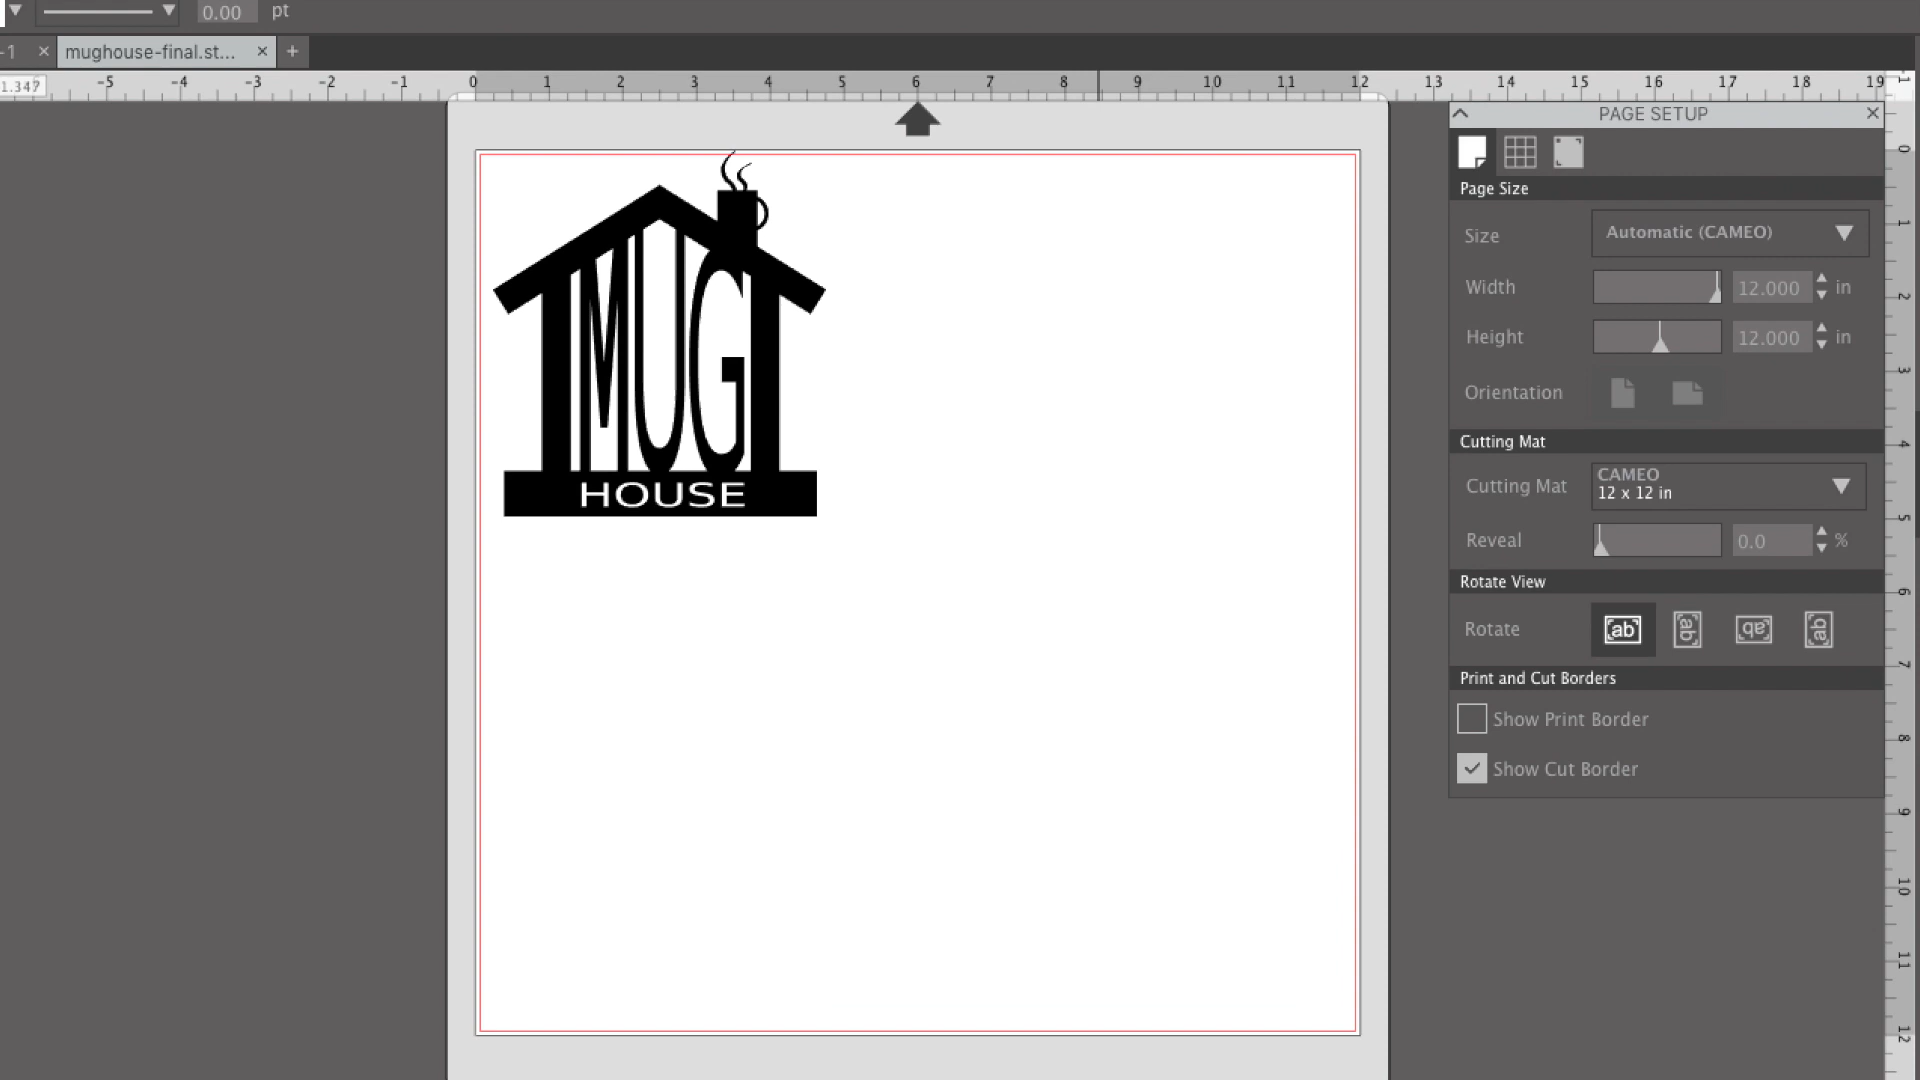 0.00 pt
-1 × mughouse-final.st... × +
1.347 -5 -4 -3 -2 -1 0 1 2 3 4 5 6 7 8 9 10 11 12 13 14 15 16 17 18 19
PAGE SETUP ×
Page Size
Size Automatic (CAMEO)
Width 12.000 in
Height 12.000 in
Orientation
Cutting Mat
Cutting Mat CAMEO
12 x 12 in
Reveal 0.0 %
Rotate View
Rotate ab ab ab ab
Print and Cut Borders
Show Print Border
Show Cut Border
MUG
HOUSE
1 0 1 2 3 4 5 6 7 8 9 10 11 12